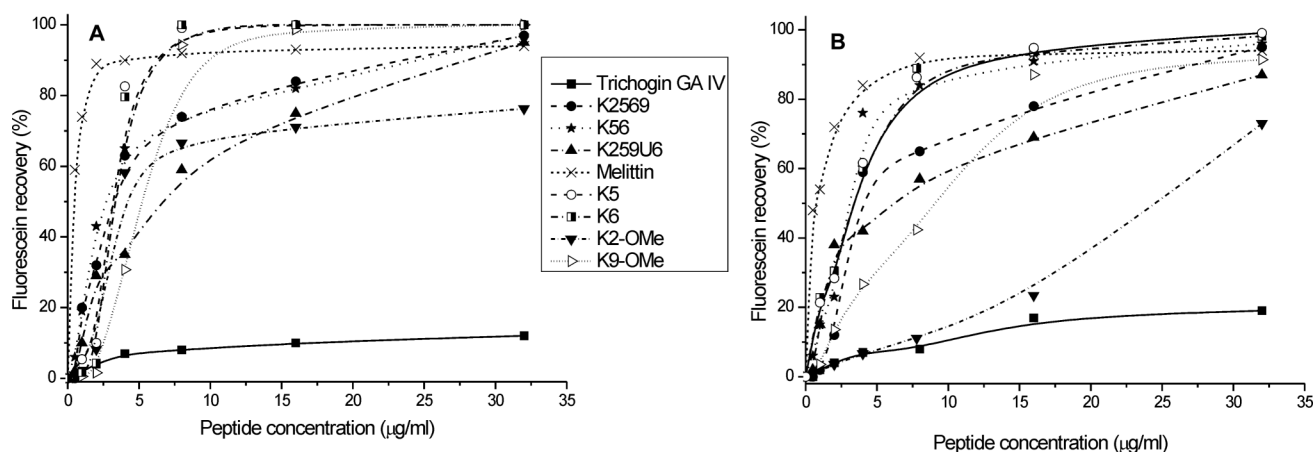 A
Fluorescein recovery (%)
100
80
60
40
20
0
0 5 10 15 20 25 30 35
Peptide concentration (μg/ml)
Trichogin GA IV
K2569
K56
K259U6
Melittin
K5
K6
K2-OMe
K9-OMe
B
Fluorescein recovery (%)
100
80
60
40
20
0
0 5 10 15 20 25 30 35
Peptide concentration (μg/ml)